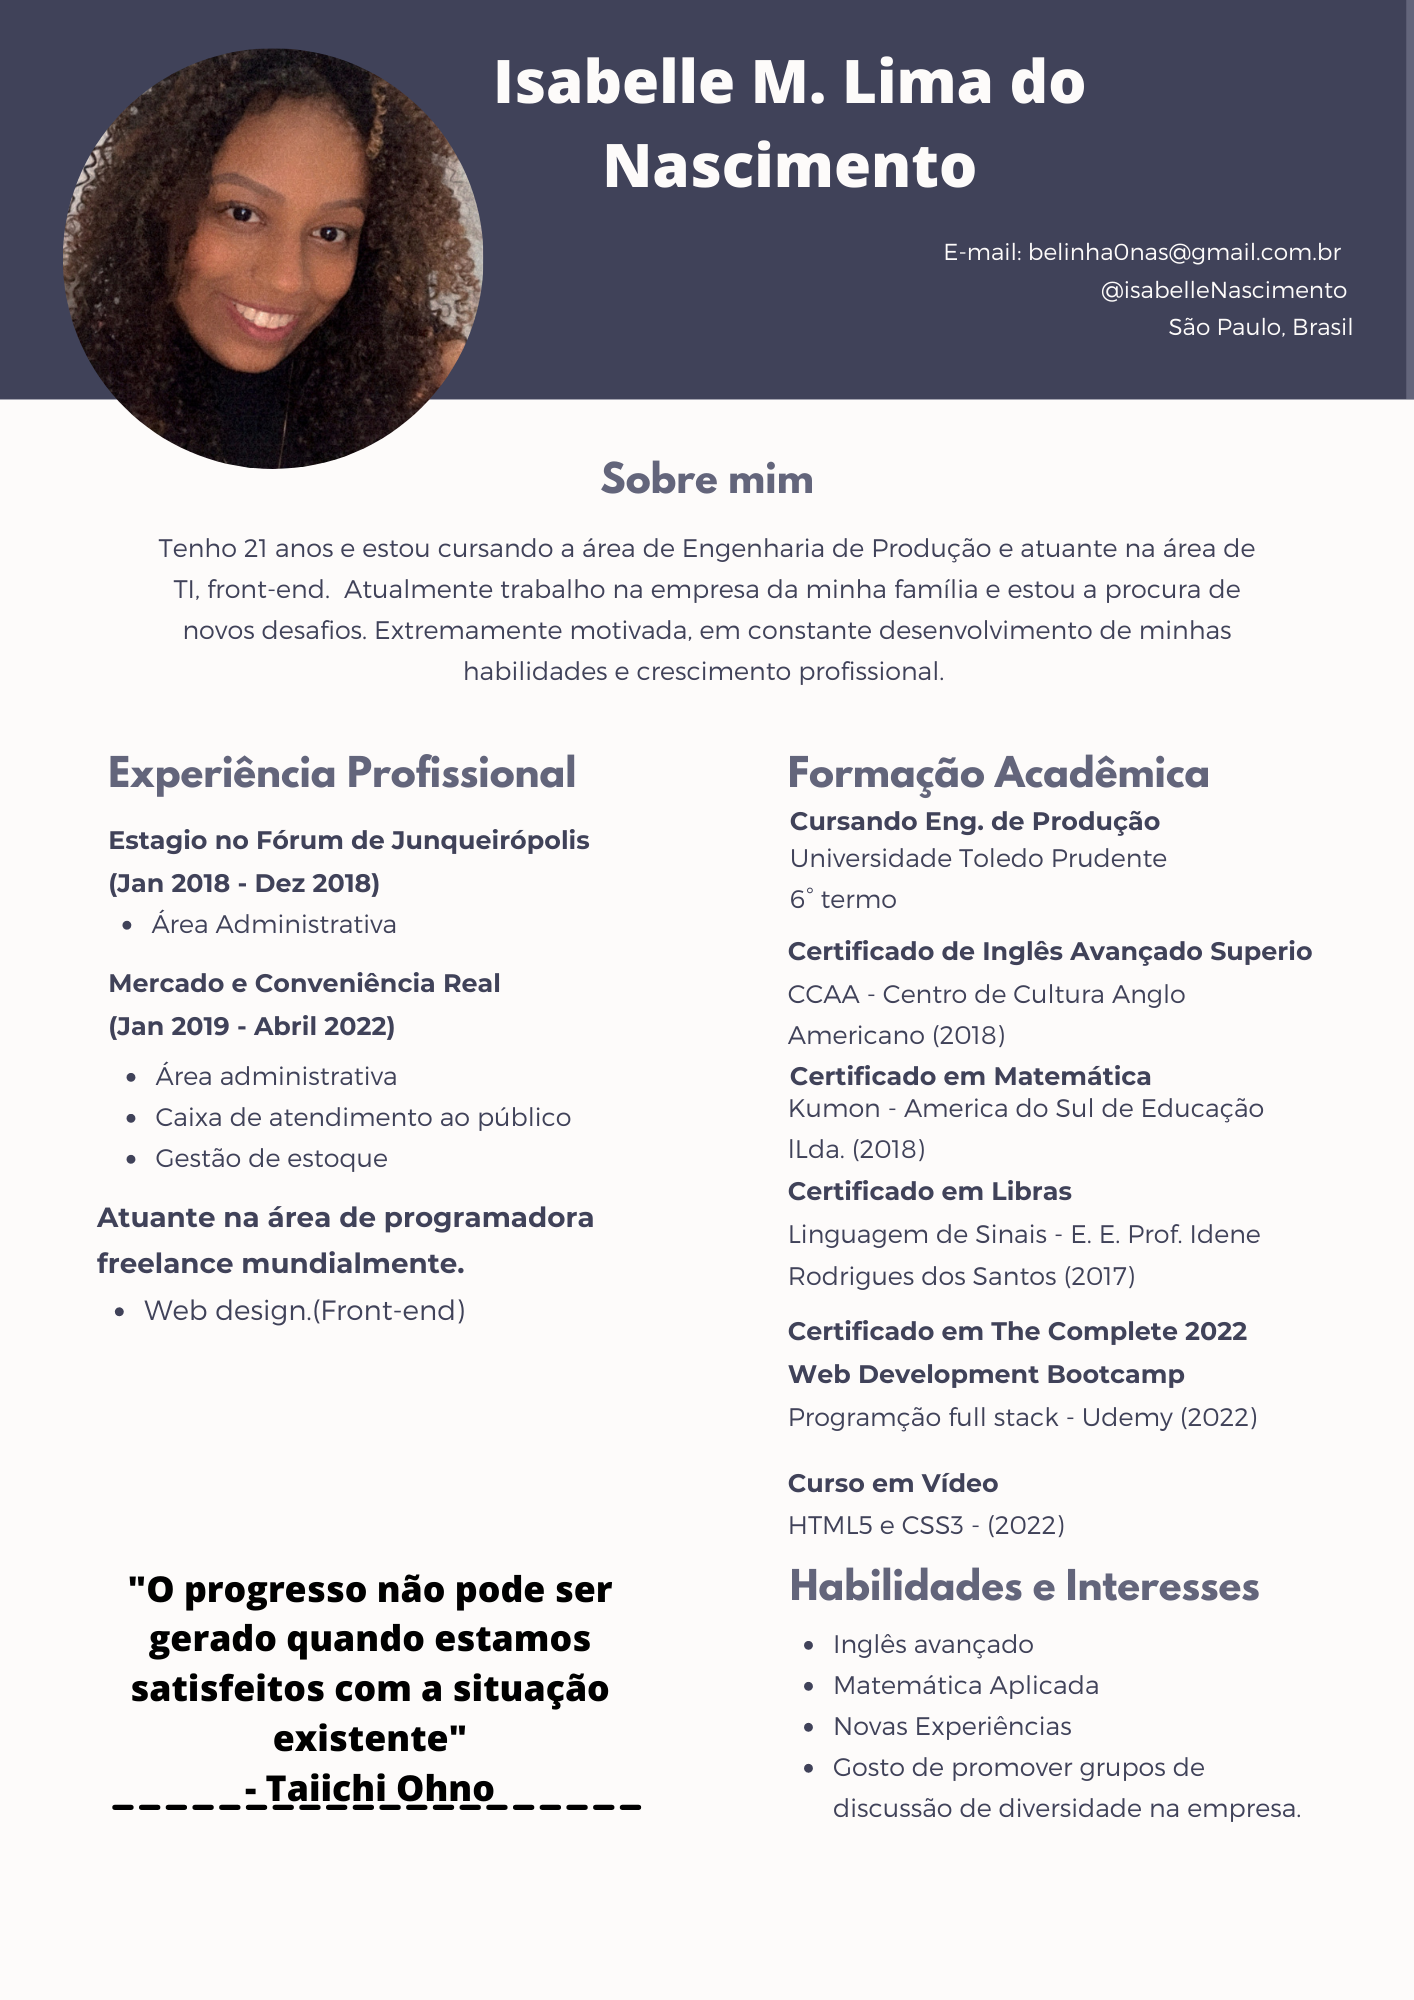 Isabelle M. Lima do
Nascimento
E-mail: belinha0nas@gmail.com.br
@isabelleNascimento
São Paulo, Brasil
Sobre mim
Tenho 21 anos e estou cursando a área de Engenharia de Produção e atuante na área de
TI, front-end.  Atualmente trabalho na empresa da minha família e estou a procura de
novos desafios. Extremamente motivada, em constante desenvolvimento de minhas
habilidades e crescimento profissional.
Experiência Profissional
Estagio no Fórum de Junqueirópolis
(Jan 2018 - Dez 2018)
• Área Administrativa
Mercado e Conveniência Real
(Jan 2019 - Abril 2022)
• Área administrativa
• Caixa de atendimento ao público
• Gestão de estoque
Atuante na área de programadora
freelance mundialmente.
• Web design.(Front-end)
"O progresso não pode ser
gerado quando estamos
satisfeitos com a situação
existente"
- Taiichi Ohno
Formação Acadêmica
Cursando Eng. de Produção
Universidade Toledo Prudente
6° termo
Certificado de Inglês Avançado Superio
CCAA - Centro de Cultura Anglo
Americano (2018)
Certificado em Matemática
Kumon - America do Sul de Educação
lLda. (2018)
Certificado em Libras
Linguagem de Sinais - E. E. Prof. Idene
Rodrigues dos Santos (2017)
Certificado em The Complete 2022
Web Development Bootcamp
Programção full stack - Udemy (2022)
Curso em Vídeo
HTML5 e CSS3 - (2022)
Habilidades e Interesses
• Inglês avançado
• Matemática Aplicada
• Novas Experiências
• Gosto de promover grupos de
discussão de diversidade na empresa.